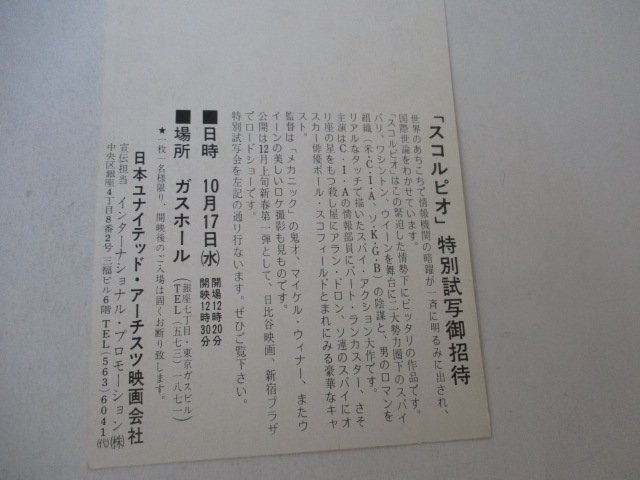 「スコルピオ」特別試写御招待
世界のあちこちで情報機関の暗躍が一斉に明るみに出され、
国際世論をわかせています。
「スコルピオ」はこの緊迫した情勢下にピッタリの作品です。
パリ、ワシントン、ウイーンを舞台に二大勢力圏下のスパイ
組織（米・C・I・A、ソ・K・G・B）の陰謀と、男のロマンを
リアルなタッチで描いたスパイ・アクション大作です。
主演はC・I・Aの情報部員にバート・ランカスター、さそ
り座の星をもつ殺し屋にアラン・ドロン、ソ連のスパイにオ
スカー俳優ポール・スコフィールドとまれにみる豪華なキャ
スト。
監督は「メカニック」の鬼才、マイケル・ウィナー、またウ
イーンの美しいロケ撮影も見ものです。
公開は12月上旬新春第一弾として、日比谷映画、新宿プラザ
でロードショーです。
特別試写会を左記の通り行ないます。ぜひご覧下さい。
■日時 10月17日㈬ 開場12時20分 開映12時30分
■場所 ガスホール （銀座七丁目・東京ガスビル） TEL（五七三）一八七一
★一枚一名様限り、開映後のご入場は固くお断り致します。
日本ユナイテッド・アーチスツ映画会社
宣伝担当 インターナショナル・プロモーション㈱
中央区銀座4丁目8番2号 三福ビル6階 TEL(563)6041㈹